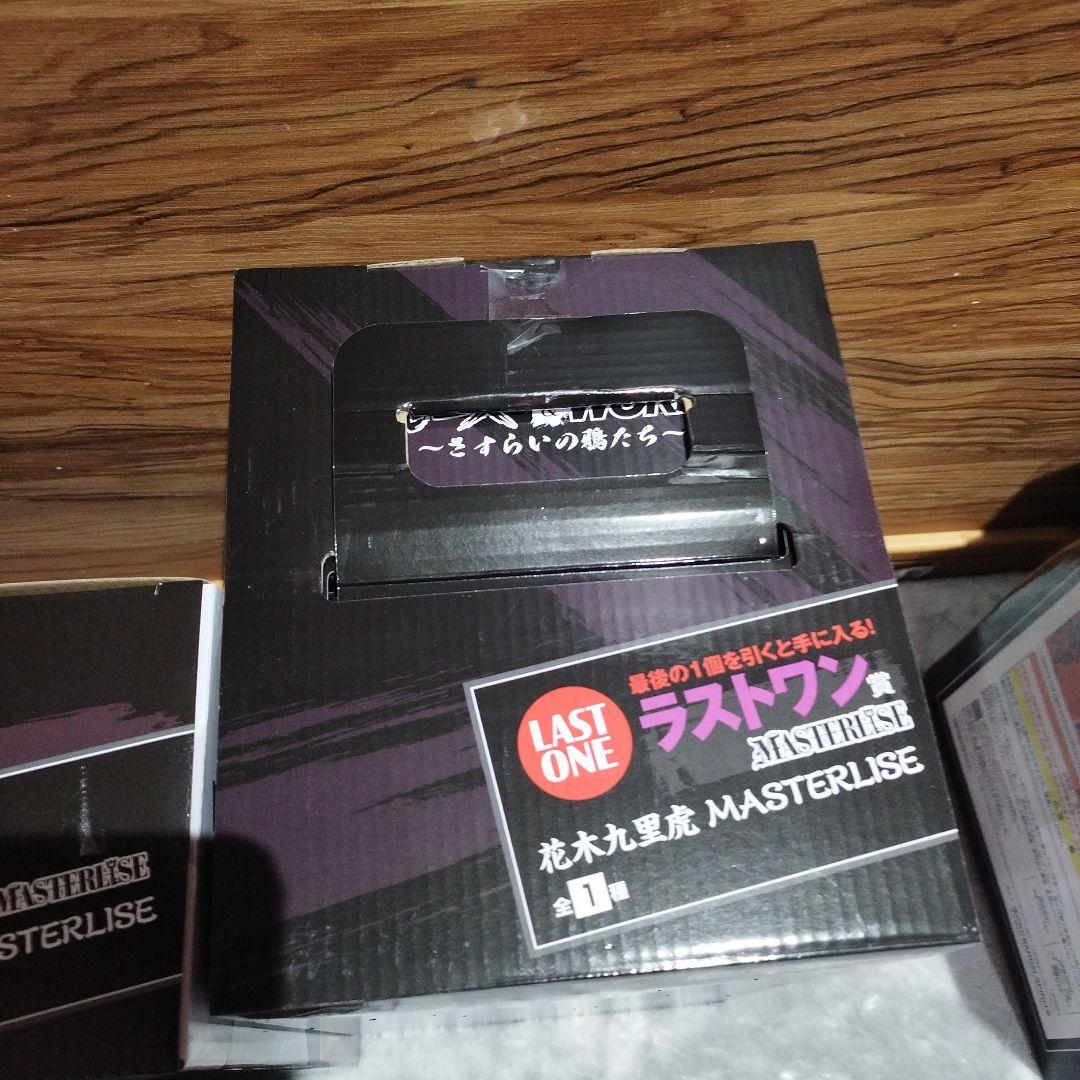 ～さすらいの鴉たち～
最後の1個を引くと手に入る!
LAST
ONE
ラストワン賞
MASTERLISE
花木九里虎 MASTERLISE
全1種
MASTERLISE
STERLISE